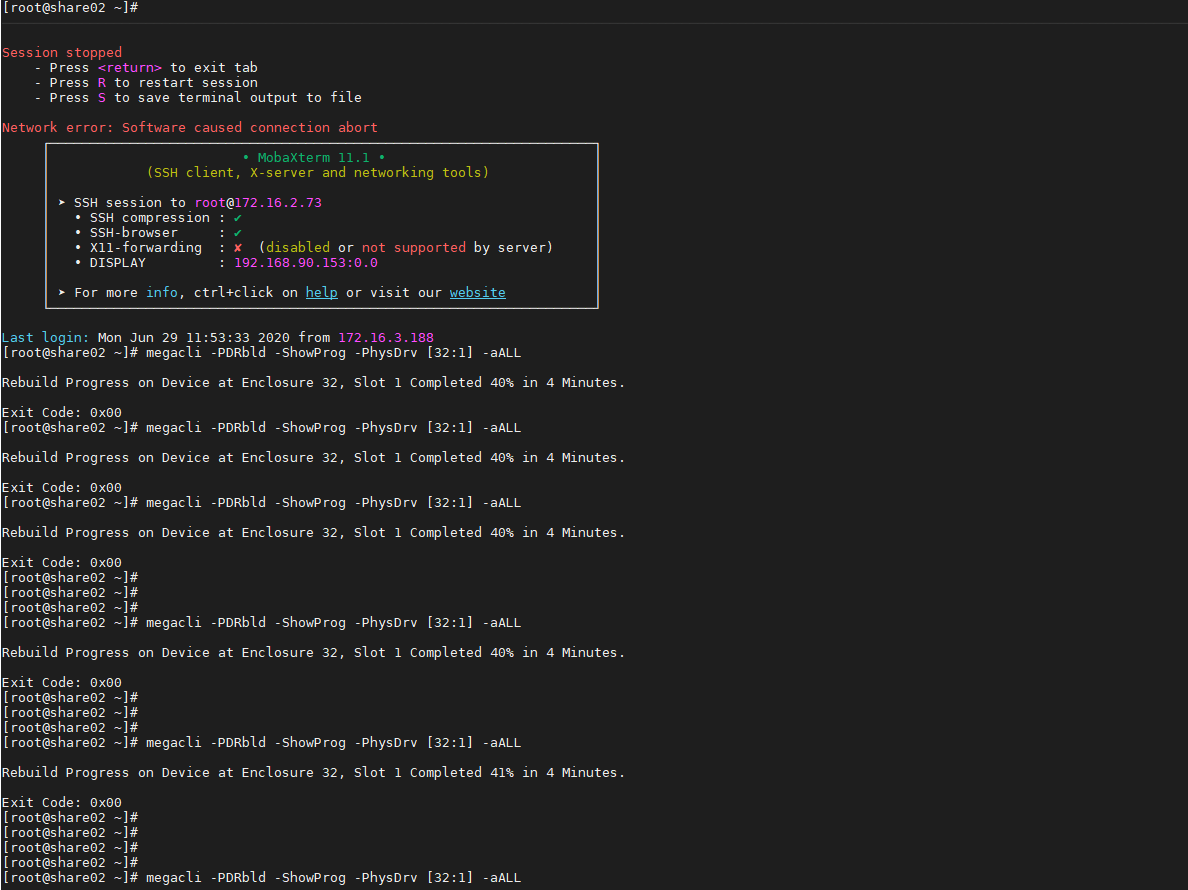 [root@share02 ~]#
Session stopped
    - Press <return> to exit tab
    - Press R to restart session
    - Press S to save terminal output to file
Network error: Software caused connection abort
• MobaXterm 11.1 •
(SSH client, X-server and networking tools)
➤ SSH session to root@172.16.2.73
• SSH compression : ✔
• SSH-browser     : ✔
• X11-forwarding  : ✘  (disabled or not supported by server)
• DISPLAY         : 192.168.90.153:0.0
➤ For more info, ctrl+click on help or visit our website
Last login: Mon Jun 29 11:53:33 2020 from 172.16.3.188
[root@share02 ~]# megacli -PDRbld -ShowProg -PhysDrv [32:1] -aALL
Rebuild Progress on Device at Enclosure 32, Slot 1 Completed 40% in 4 Minutes.
Exit Code: 0x00
[root@share02 ~]# megacli -PDRbld -ShowProg -PhysDrv [32:1] -aALL
Rebuild Progress on Device at Enclosure 32, Slot 1 Completed 40% in 4 Minutes.
Exit Code: 0x00
[root@share02 ~]# megacli -PDRbld -ShowProg -PhysDrv [32:1] -aALL
Rebuild Progress on Device at Enclosure 32, Slot 1 Completed 40% in 4 Minutes.
Exit Code: 0x00
[root@share02 ~]#
[root@share02 ~]#
[root@share02 ~]#
[root@share02 ~]# megacli -PDRbld -ShowProg -PhysDrv [32:1] -aALL
Rebuild Progress on Device at Enclosure 32, Slot 1 Completed 40% in 4 Minutes.
Exit Code: 0x00
[root@share02 ~]#
[root@share02 ~]#
[root@share02 ~]#
[root@share02 ~]# megacli -PDRbld -ShowProg -PhysDrv [32:1] -aALL
Rebuild Progress on Device at Enclosure 32, Slot 1 Completed 41% in 4 Minutes.
Exit Code: 0x00
[root@share02 ~]#
[root@share02 ~]#
[root@share02 ~]#
[root@share02 ~]#
[root@share02 ~]# megacli -PDRbld -ShowProg -PhysDrv [32:1] -aALL